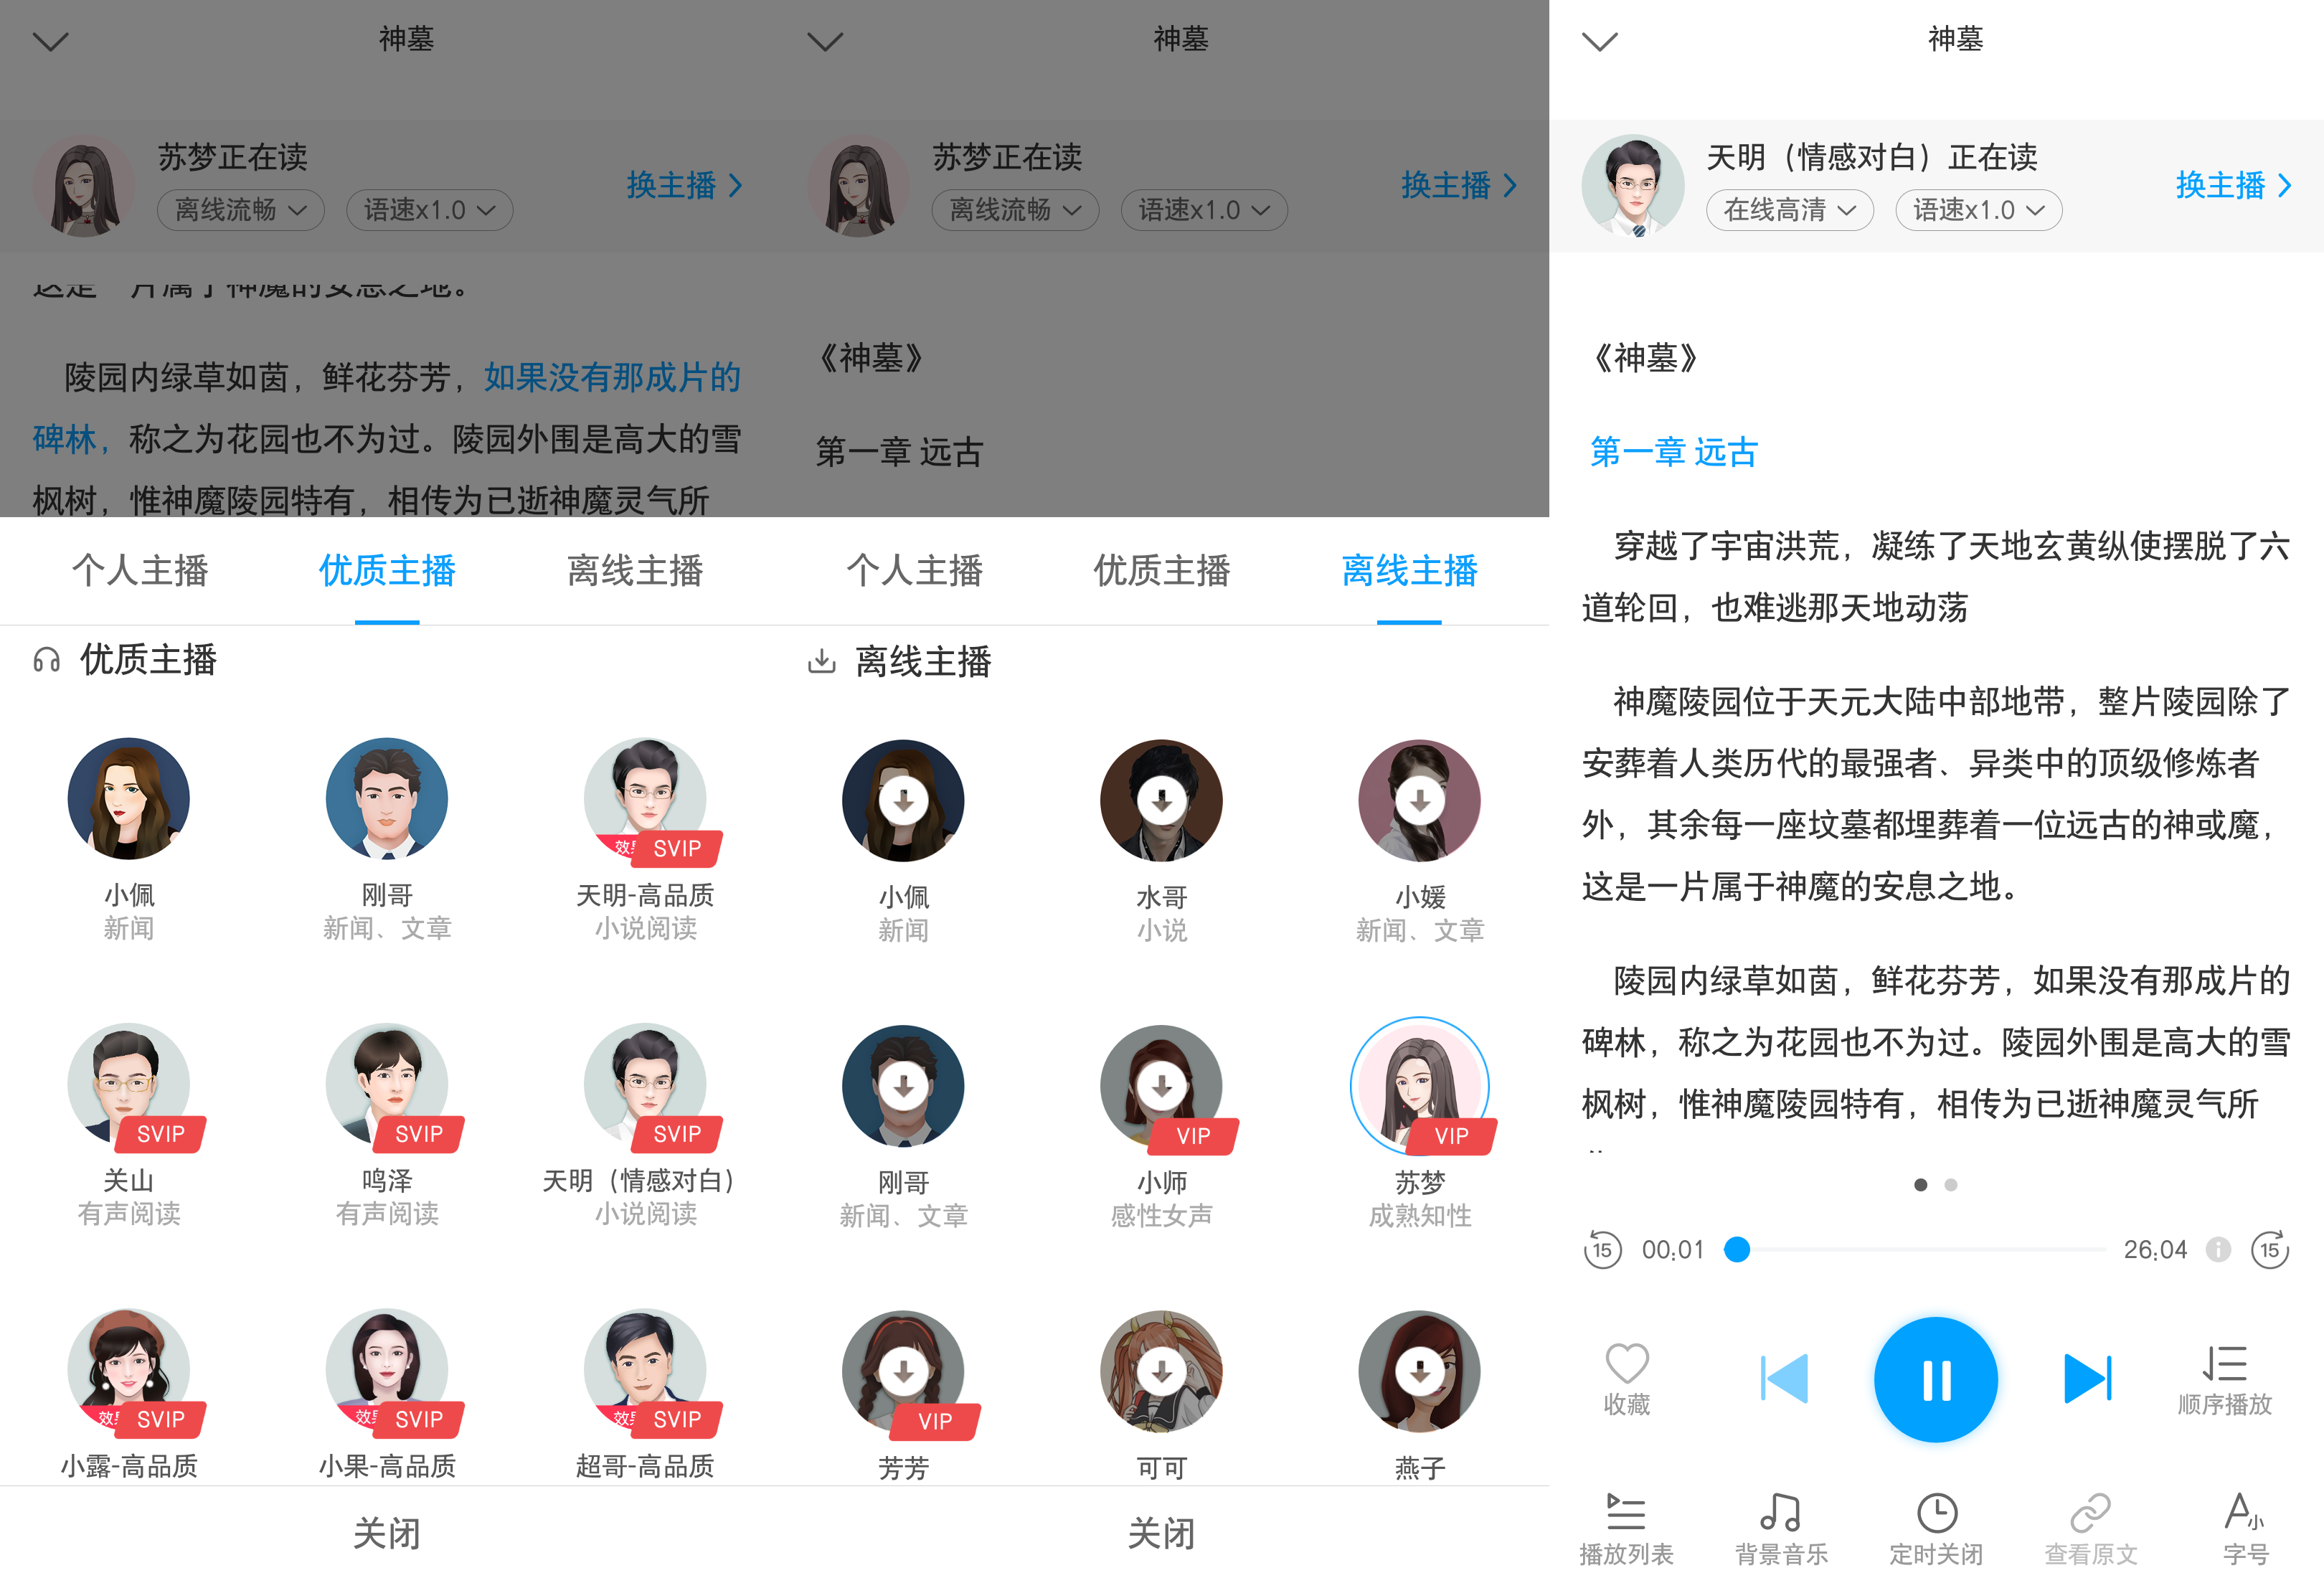 神墓
苏梦正在读
离线流畅
语速x1.0
换主播
这是一片属于神魔的安息之地。
陵园内绿草如茵，鲜花芬芳，如果没有那成片的
碑林，称之为花园也不为过。陵园外围是高大的雪
枫树，惟神魔陵园特有，相传为已逝神魔灵气所
个人主播
优质主播
离线主播
优质主播
小佩
新闻
刚哥
新闻、文章
SVIP
天明-高品质
小说阅读
SVIP
关山
有声阅读
SVIP
鸣泽
有声阅读
SVIP
天明（情感对白）
小说阅读
SVIP
小露-高品质
SVIP
小果-高品质
SVIP
超哥-高品质
关闭
神墓
苏梦正在读
离线流畅
语速x1.0
换主播
《神墓》
第一章 远古
个人主播
优质主播
离线主播
离线主播
小佩
新闻
水哥
小说
小媛
新闻、文章
刚哥
新闻、文章
VIP
小师
感性女声
VIP
苏梦
成熟知性
VIP
芳芳
可可
燕子
关闭
神墓
天明（情感对白）正在读
在线高清
语速x1.0
换主播
《神墓》
第一章 远古
穿越了宇宙洪荒，凝练了天地玄黄纵使摆脱了六
道轮回，也难逃那天地动荡
神魔陵园位于天元大陆中部地带，整片陵园除了
安葬着人类历代的最强者、异类中的顶级修炼者
外，其余每一座坟墓都埋葬着一位远古的神或魔，
这是一片属于神魔的安息之地。
陵园内绿草如茵，鲜花芬芳，如果没有那成片的
碑林，称之为花园也不为过。陵园外围是高大的雪
枫树，惟神魔陵园特有，相传为已逝神魔灵气所
15
00:01
26:04
15
收藏
顺序播放
播放列表
背景音乐
定时关闭
查看原文
小
字号